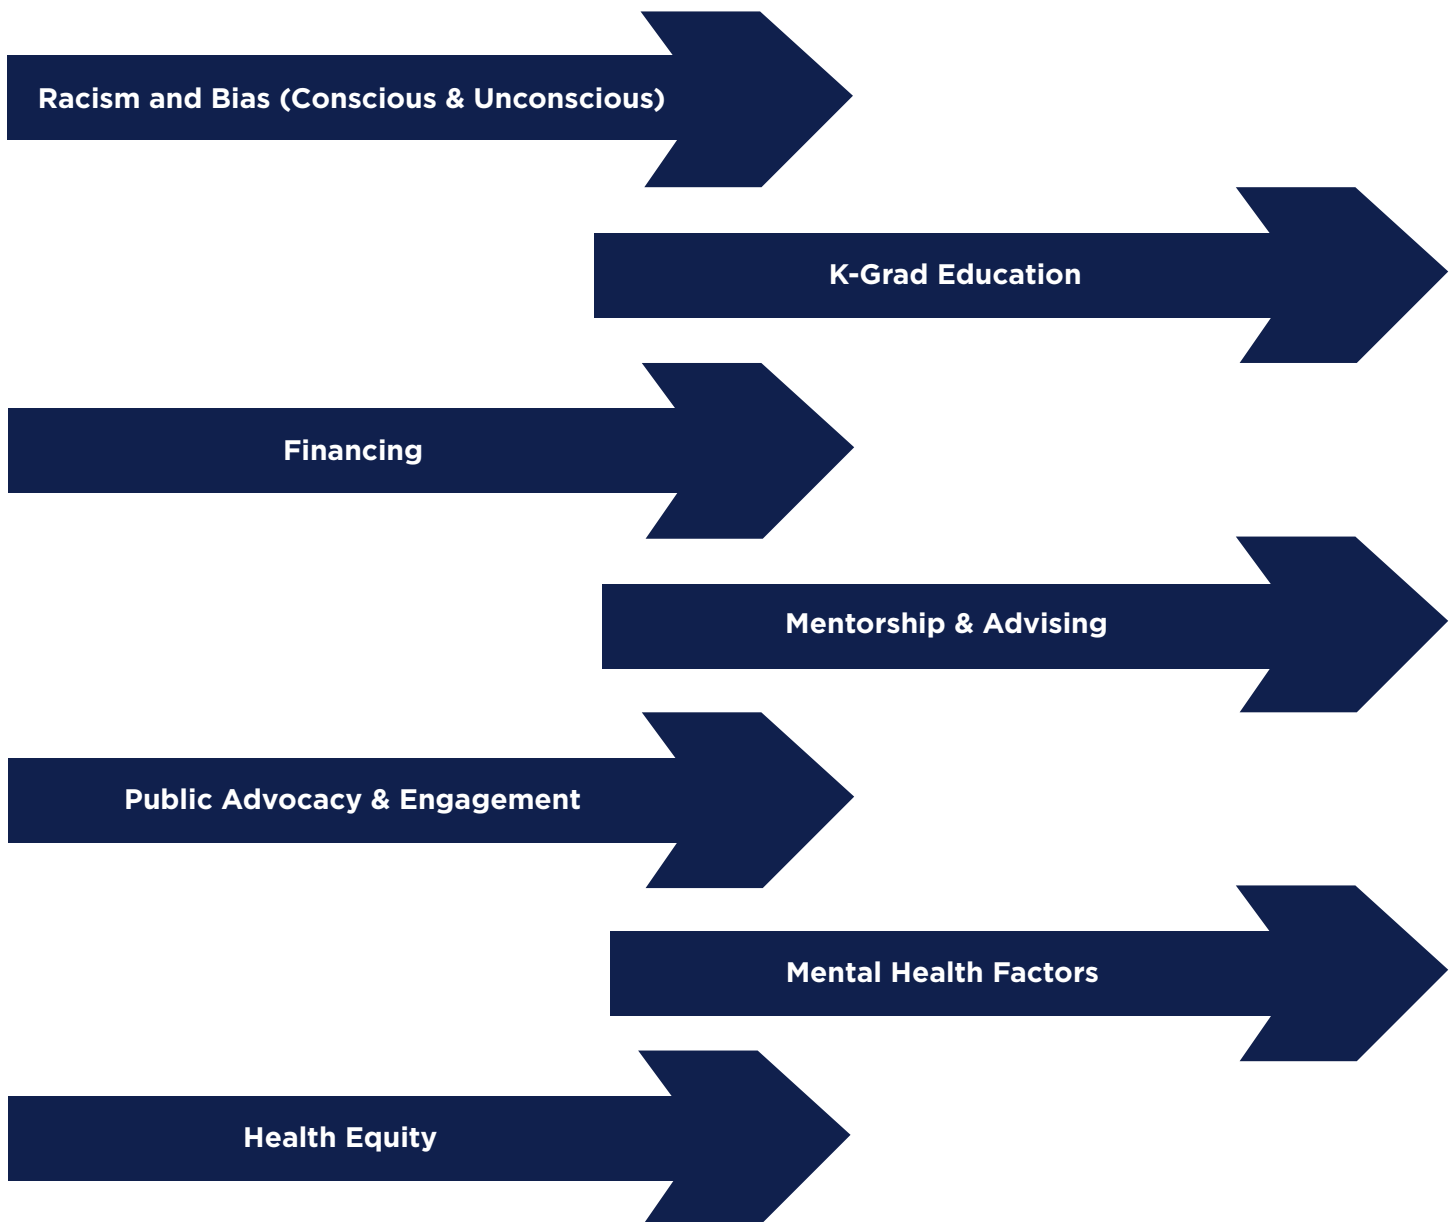 Racism and Bias (Conscious & Unconscious)
K-Grad Education
Financing
Mentorship & Advising
Public Advocacy & Engagement
Mental Health Factors
Health Equity